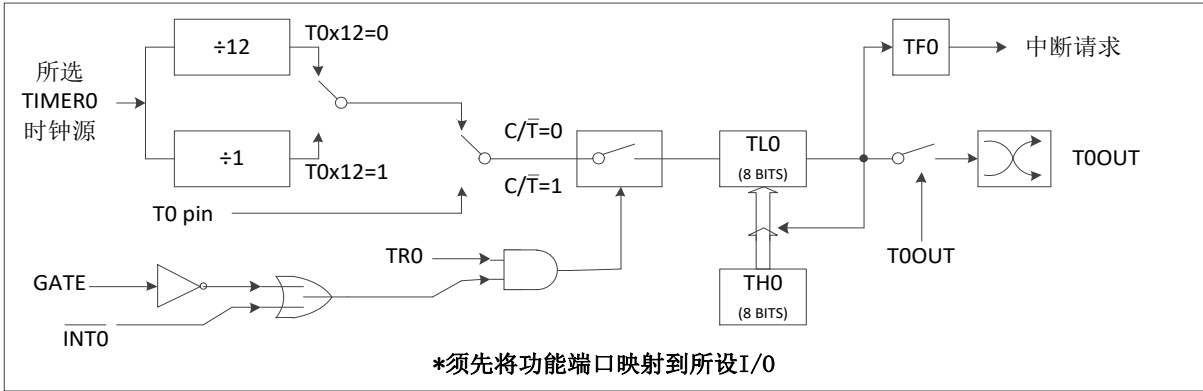 ÷12
T0x12=0
所选
TIMER0
时钟源
÷1
T0x12=1
T0 pin
C/T̅=0
C/T̅=1
TL0
(8 BITS)
TF0
中断请求
T0OUT
T0OUT
TR0
GATE
I̅N̅T̅0̅
TH0
(8 BITS)
*须先将功能端口映射到所设I/0